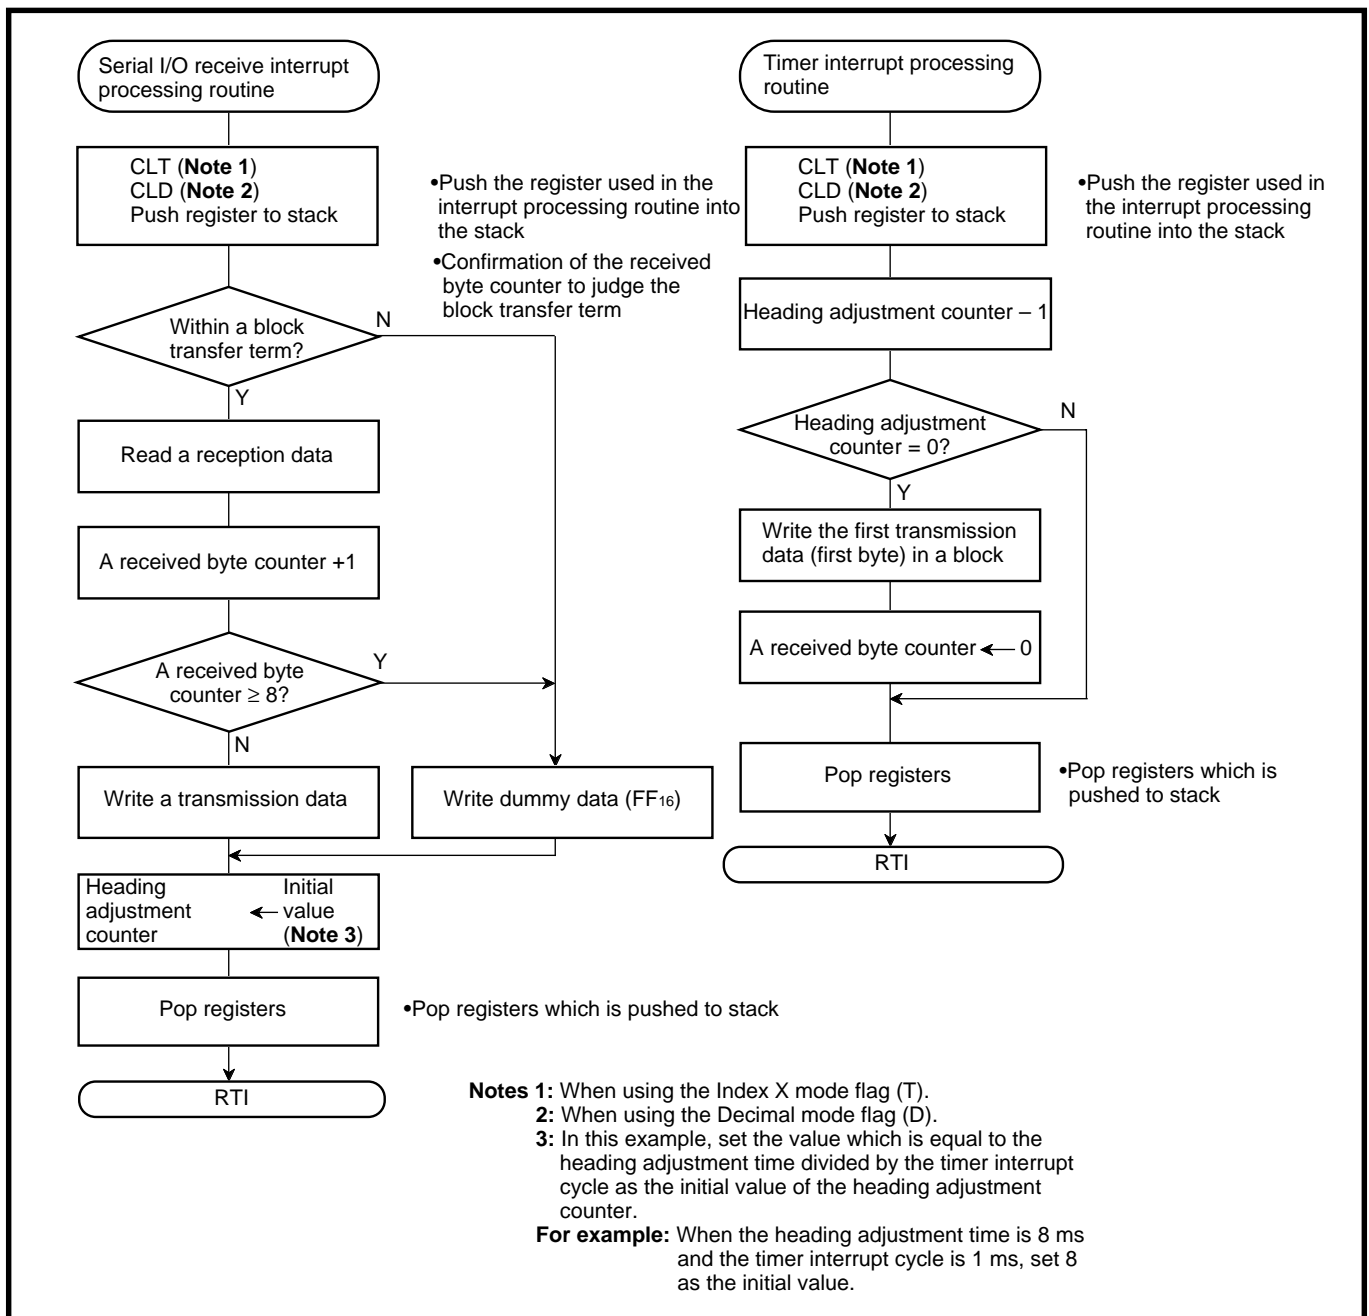 Serial I/O receive interrupt
processing routine
CLT (Note 1)
CLD (Note 2)
Push register to stack
•Push the register used in the
interrupt processing routine into
the stack
•Confirmation of the received
byte counter to judge the
block transfer term
Within a block
transfer term?
N
Y
Read a reception data
A received byte counter +1
A received byte
counter ≥ 8?
Y
N
Write a transmission data
Write dummy data (FF₁₆)
Heading
adjustment
counter
← Initial
value
(Note 3)
Pop registers
•Pop registers which is pushed to stack
RTI
Timer interrupt processing
routine
CLT (Note 1)
CLD (Note 2)
Push register to stack
•Push the register used in
the interrupt processing
routine into the stack
Heading adjustment counter – 1
Heading adjustment
counter = 0?
N
Y
Write the first transmission
data (first byte) in a block
A received byte counter ← 0
Pop registers
•Pop registers which is
pushed to stack
RTI
Notes 1: When using the Index X mode flag (T).
2: When using the Decimal mode flag (D).
3: In this example, set the value which is equal to the
heading adjustment time divided by the timer interrupt
cycle as the initial value of the heading adjustment
counter.
For example: When the heading adjustment time is 8 ms
and the timer interrupt cycle is 1 ms, set 8
as the initial value.